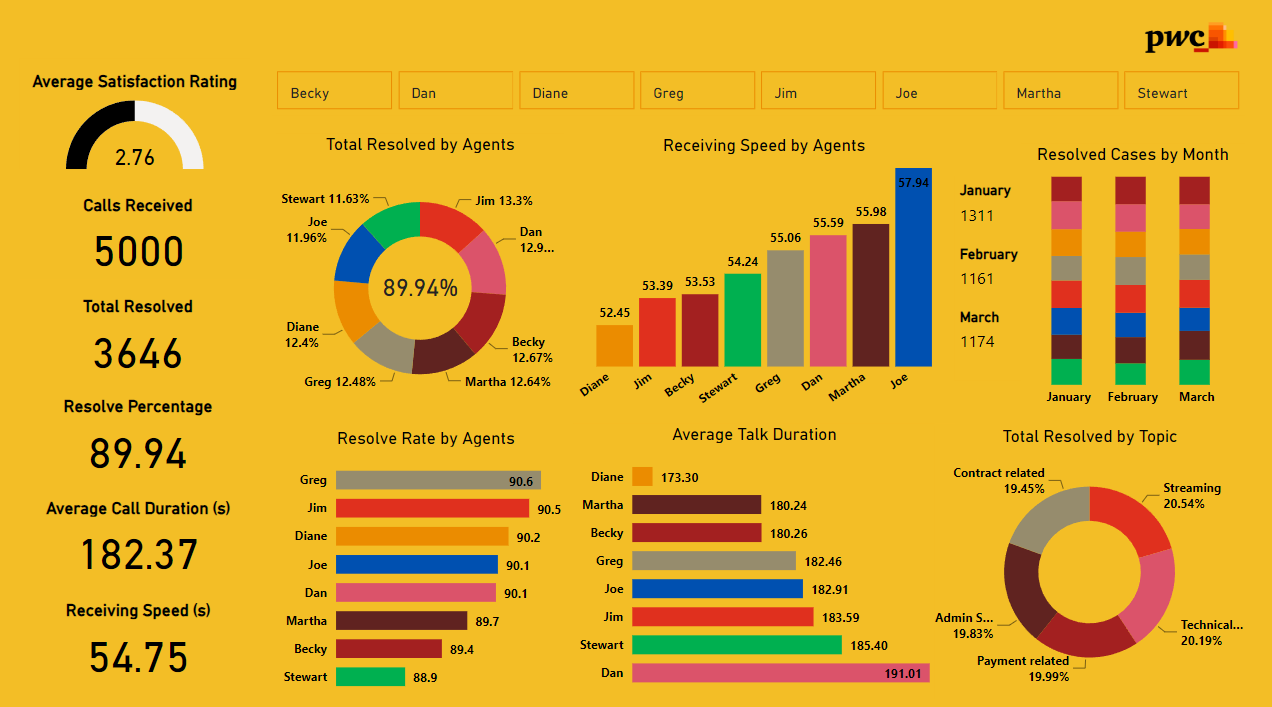 pwc
Average Satisfaction Rating
2.76
Calls Received
5000
Total Resolved
3646
Resolve Percentage
89.94
Average Call Duration (s)
182.37
Receiving Speed (s)
54.75
Becky
Dan
Diane
Greg
Jim
Joe
Martha
Stewart
Total Resolved by Agents
Stewart 11.63%
Jim 13.3%
Joe
11.96%
Dan
12.9...
89.94%
Diane
12.4%
Becky
12.67%
Greg 12.48%
Martha 12.64%
Receiving Speed by Agents
52.45
53.39
53.53
54.24
55.06
55.59
55.98
57.94
Diane
Jim
Becky
Stewart
Greg
Dan
Martha
Joe
Resolved Cases by Month
January
1311
February
1161
March
1174
January
February
March
Resolve Rate by Agents
Greg 90.6
Jim 90.5
Diane 90.2
Joe 90.1
Dan 90.1
Martha 89.7
Becky 89.4
Stewart 88.9
Average Talk Duration
Diane 173.30
Martha 180.24
Becky 180.26
Greg 182.46
Joe 182.91
Jim 183.59
Stewart 185.40
Dan 191.01
Total Resolved by Topic
Contract related
19.45%
Streaming
20.54%
Admin S...
19.83%
Technical...
20.19%
Payment related
19.99%